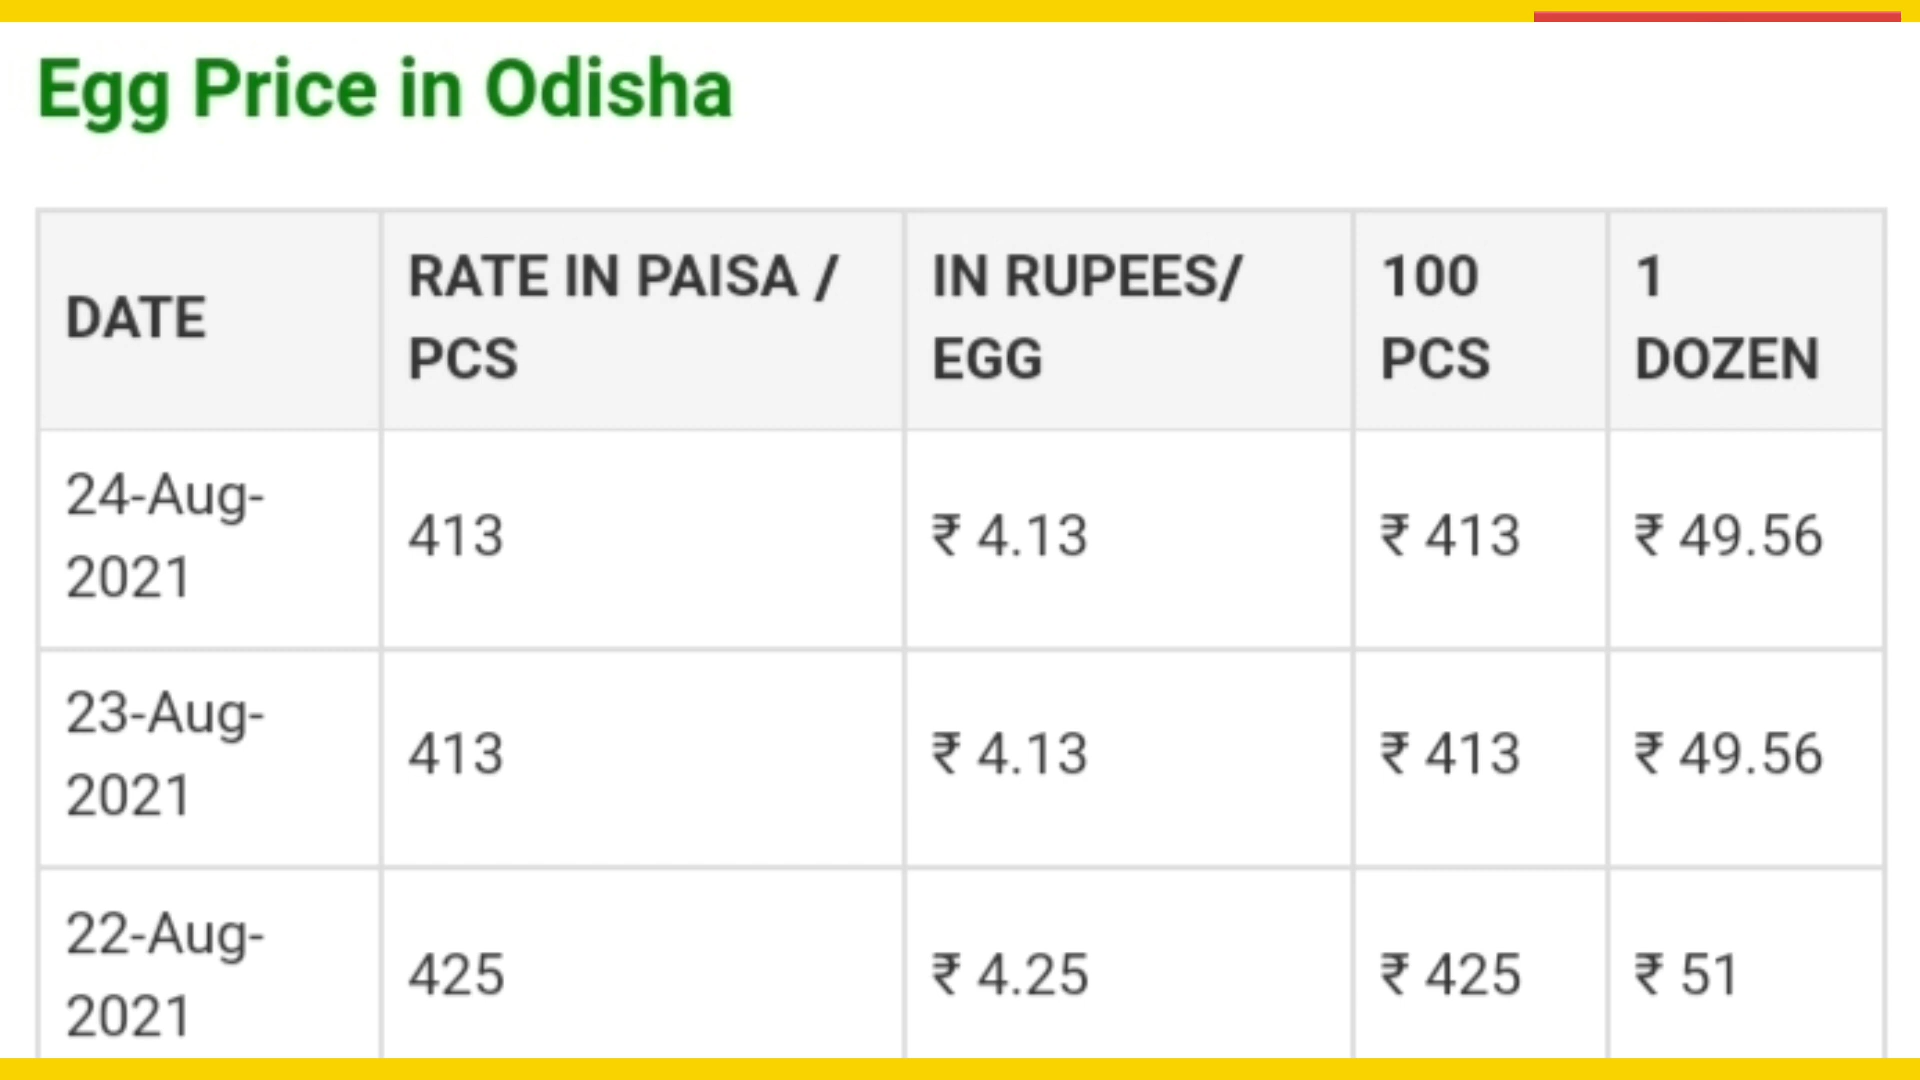 Egg Price in Odisha
DATE
RATE IN PAISA /
PCS
IN RUPEES/
EGG
100
PCS
1
DOZEN
24-Aug-
2021
413
₹ 4.13
₹ 413
₹ 49.56
23-Aug-
2021
413
₹ 4.13
₹ 413
₹ 49.56
22-Aug-
2021
425
₹ 4.25
₹ 425
₹ 51